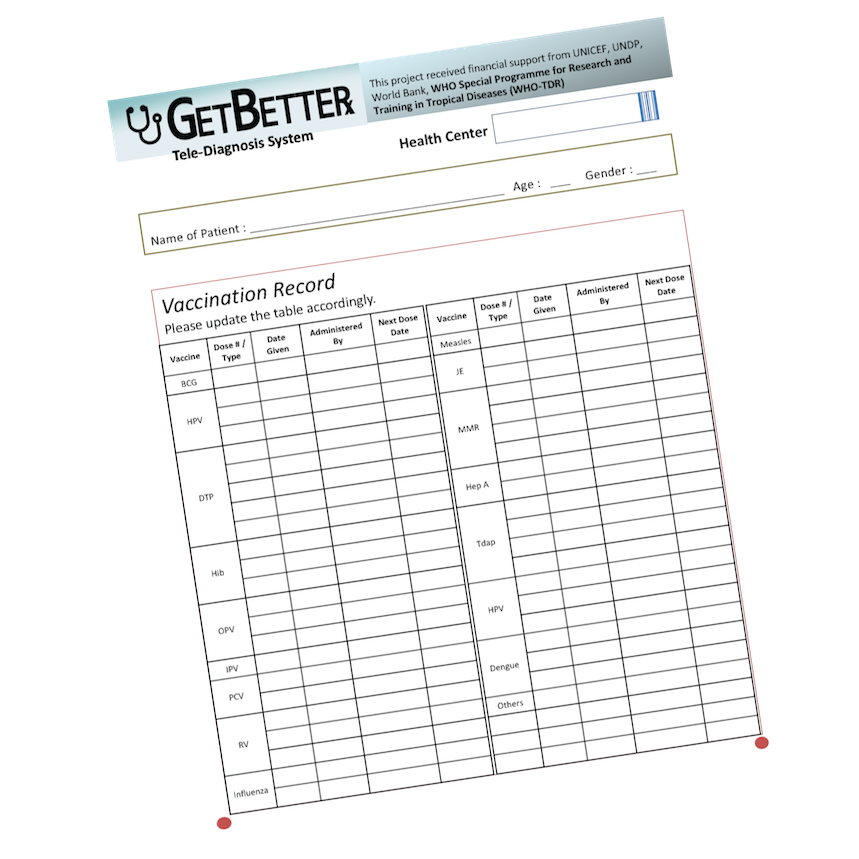 GETBETTERx
Tele-Diagnosis System
This project received financial support from UNICEF, UNDP,
World Bank, WHO Special Programme for Research and
Training in Tropical Diseases (WHO-TDR)
Health Center
Name of Patient : Age : Gender :
Vaccination Record
Please update the table accordingly.
Vaccine Dose # / Type Date Given Administered By Next Dose Date
BCG
HPV
DTP
Hib
OPV
IPV
PCV
RV
Influenza
Vaccine Dose # / Type Date Given Administered By Next Dose Date
Measles
JE
MMR
Hep A
Tdap
HPV
Dengue
Others